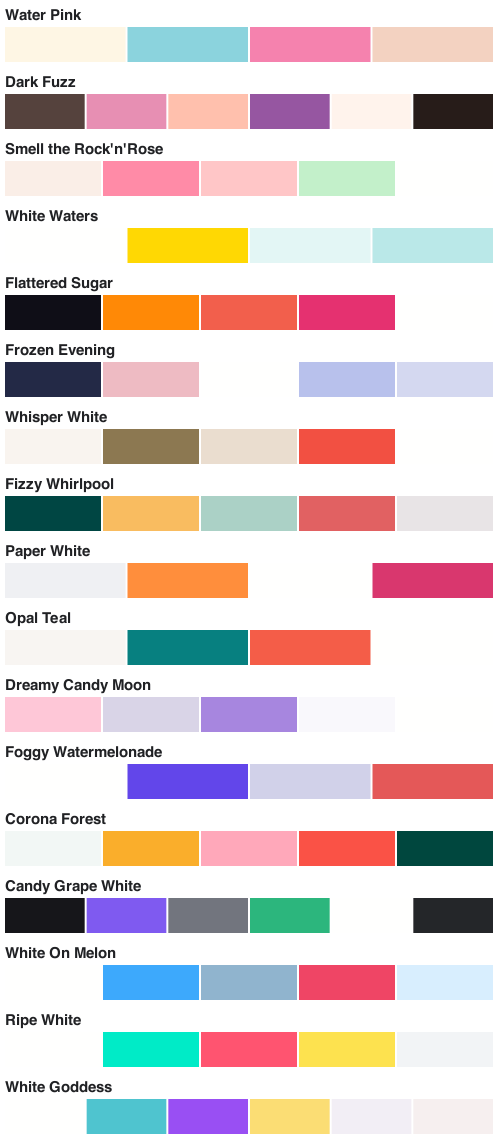 Water Pink
Dark Fuzz
Smell the Rock'n'Rose
White Waters
Flattered Sugar
Frozen Evening
Whisper White
Fizzy Whirlpool
Paper White
Opal Teal
Dreamy Candy Moon
Foggy Watermelonade
Corona Forest
Candy Grape White
White On Melon
Ripe White
White Goddess